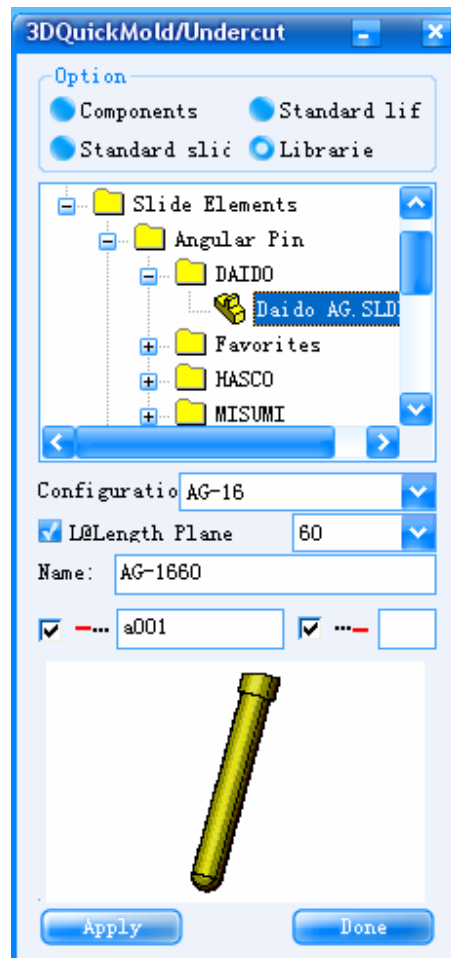 3DQuickMold/Undercut
Option
Components Standard lif
Standard slid Librarie
Slide Elements
Angular Pin
DAIDO
Daido AG.SLD
Favorites
HASCO
MISUMI
Configuratio AG-16
L@Length Plane 60
Name: AG-1660
a001
Apply Done